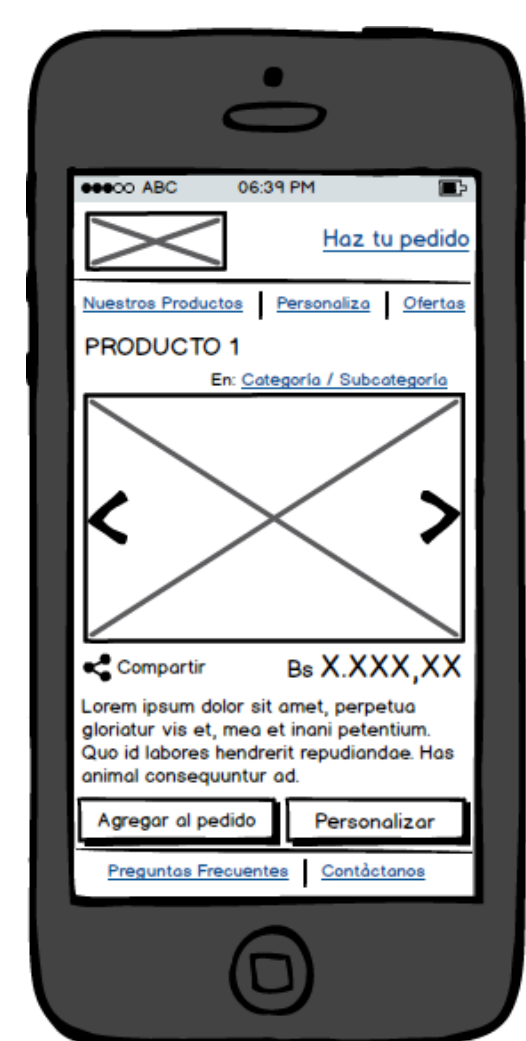 ABC 06:39 PM
Haz tu pedido
Nuestros Productos Personaliza Ofertas
PRODUCTO 1
En: Categoría / Subcategoría
Compartir Bs X.XXX,XX
Lorem ipsum dolor sit amet, perpetua
gloriatur vis et, mea et inani petentium.
Quo id labores hendrerit repudiandae. Has
animal consequuntur ad.
Agregar al pedido Personalizar
Preguntas Frecuentes Contàctanos